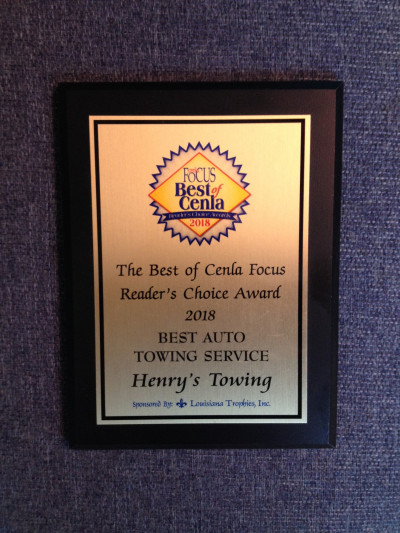 FOCUS
Best of
Cenla
Reader's Choice Awards
2018
The Best of Cenla Focus
Reader's Choice Award
2018
BEST AUTO
TOWING SERVICE
Henry's Towing
Sponsored By: Louisiana Trophies, Inc.